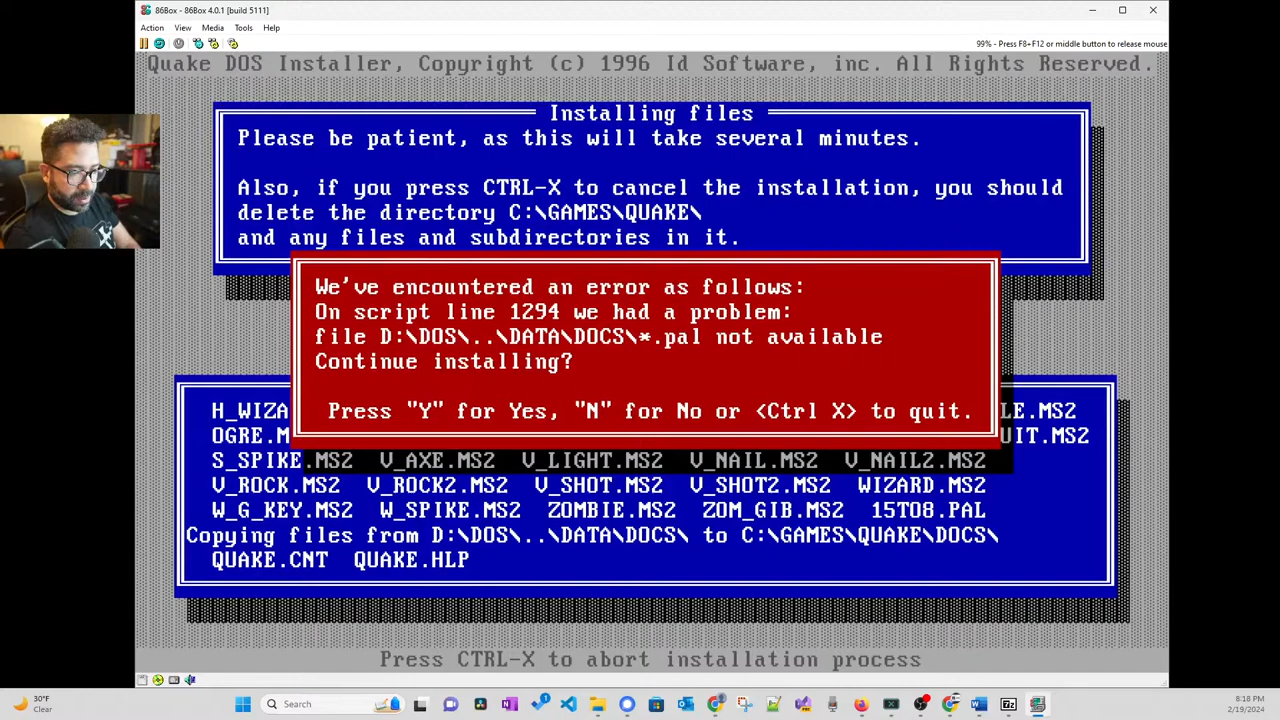 86Box - 86Box 4.0.1 [build 5111]
Action View Media Tools Help
99% - Press F8+F12 or middle button to release mouse
Quake DOS Installer, Copyright (c) 1996 Id Software, inc. All Rights Reserved.
Installing files
Please be patient, as this will take several minutes.
Also, if you press CTRL-X to cancel the installation, you should
delete the directory C:\GAMES\QUAKE\
and any files and subdirectories in it.
We've encountered an error as follows:
On script line 1294 we had a problem:
file D:\DOS\..\DATA\DOCS\*.pal not available
Continue installing?
Press "Y" for Yes, "N" for No or <Ctrl X> to quit.
H_WIZA LE.MS2
OGRE.M UIT.MS2
S_SPIKE.MS2 V_AXE.MS2 V_LIGHT.MS2 V_NAIL.MS2 V_NAIL2.MS2
V_ROCK.MS2 V_ROCK2.MS2 V_SHOT.MS2 V_SHOT2.MS2 WIZARD.MS2
W_G_KEY.MS2 W_SPIKE.MS2 ZOMBIE.MS2 ZOM_GIB.MS2 15TO8.PAL
Copying files from D:\DOS\..\DATA\DOCS\ to C:\GAMES\QUAKE\DOCS\
QUAKE.CNT QUAKE.HLP
Press CTRL-X to abort installation process
30°F
Clear
Search
8:18 PM
2/19/2024